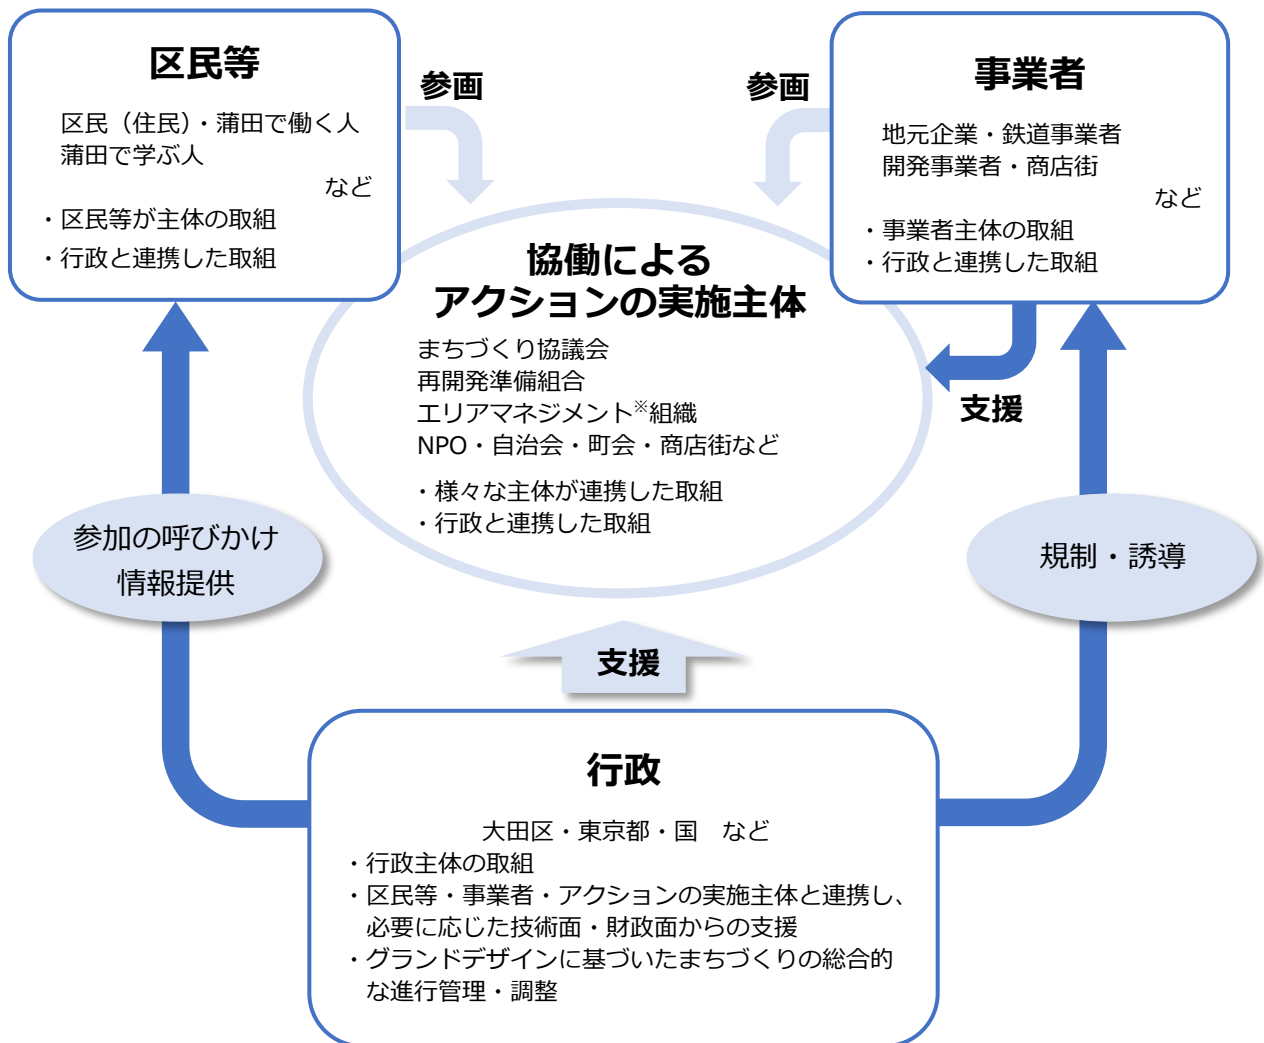 区民等
区民（住民）・蒲田で働く人
蒲田で学ぶ人
など
・区民等が主体の取組
・行政と連携した取組
参画
参画
事業者
地元企業・鉄道事業者
開発事業者・商店街
など
・事業者主体の取組
・行政と連携した取組
協働による
アクションの実施主体
まちづくり協議会
再開発準備組合
エリアマネジメント※組織
NPO・自治会・町会・商店街など
・様々な主体が連携した取組
・行政と連携した取組
支援
参加の呼びかけ
情報提供
規制・誘導
支援
行政
大田区・東京都・国　など
・行政主体の取組
・区民等・事業者・アクションの実施主体と連携し、
必要に応じた技術面・財政面からの支援
・グランドデザインに基づいたまちづくりの総合的
な進行管理・調整